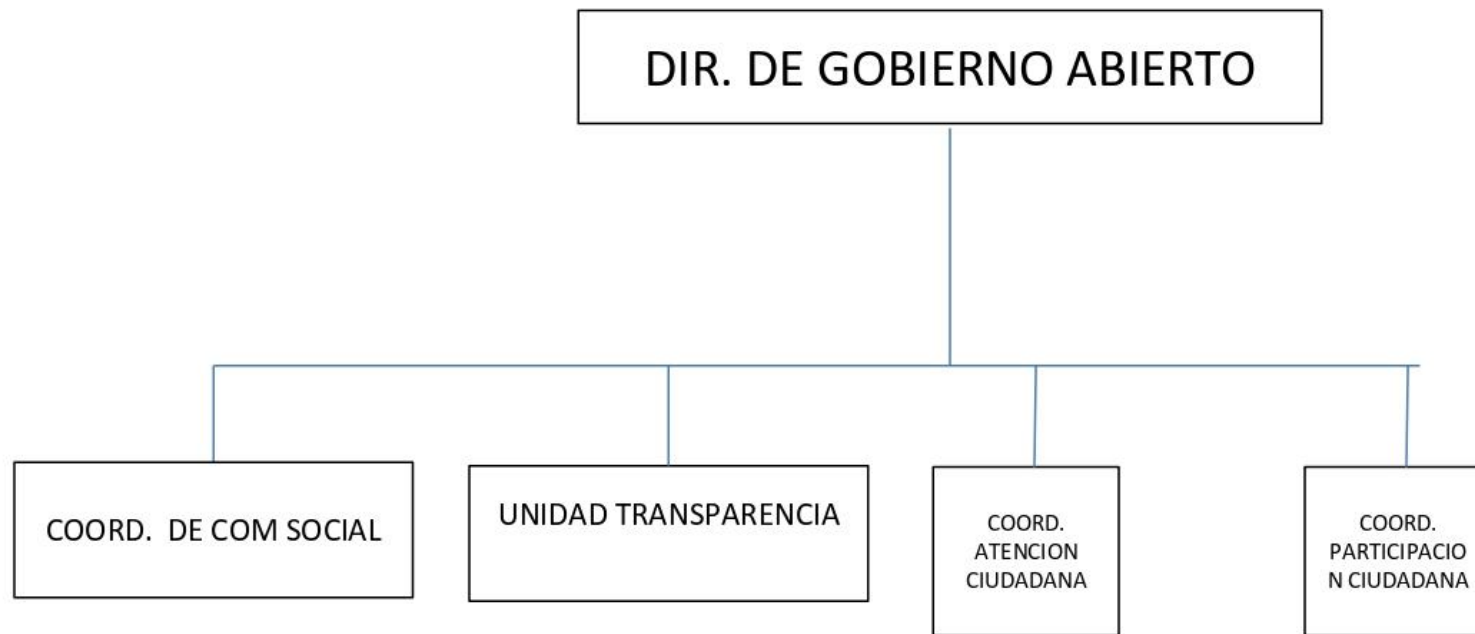 DIR. DE GOBIERNO ABIERTO
COORD. DE COM SOCIAL
UNIDAD TRANSPARENCIA
COORD.
ATENCION
CIUDADANA
COORD.
PARTICIPACIO
N CIUDADANA